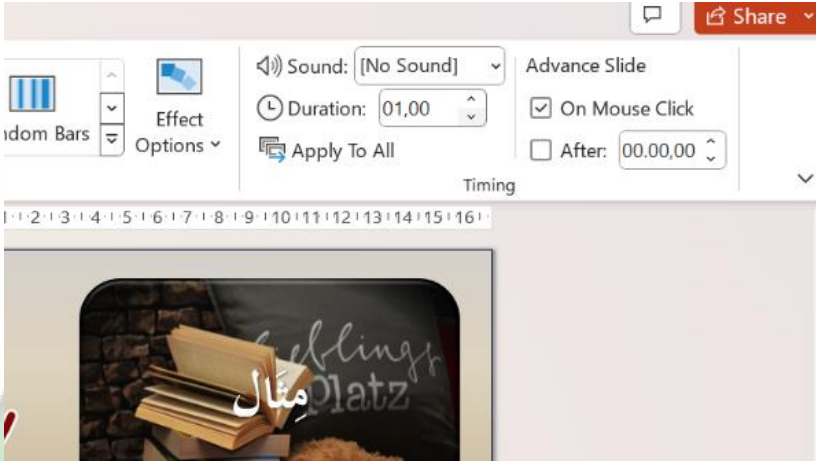 Share
Sound: [No Sound]
Advance Slide
Duration: 01,00
On Mouse Click
dom Bars
Effect
Options
Apply To All
After: 00.00,00
Timing
1 2 3 4 5 6 7 8 9 10 11 12 13 14 15 16
ieblings
Platz
مِثَال